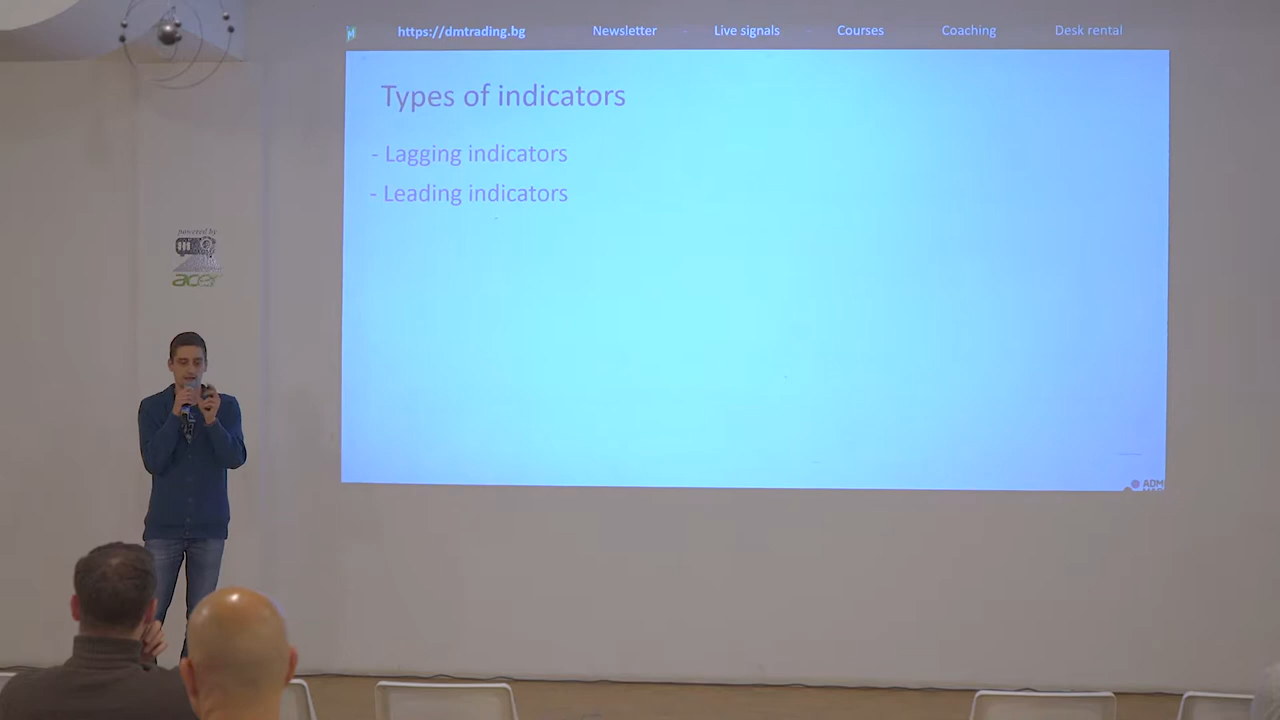 https://dmtrading.bg Newsletter - Live signals - Courses Coaching Desk rental
Types of indicators
- Lagging indicators
- Leading indicators
powered by
acer
ADM